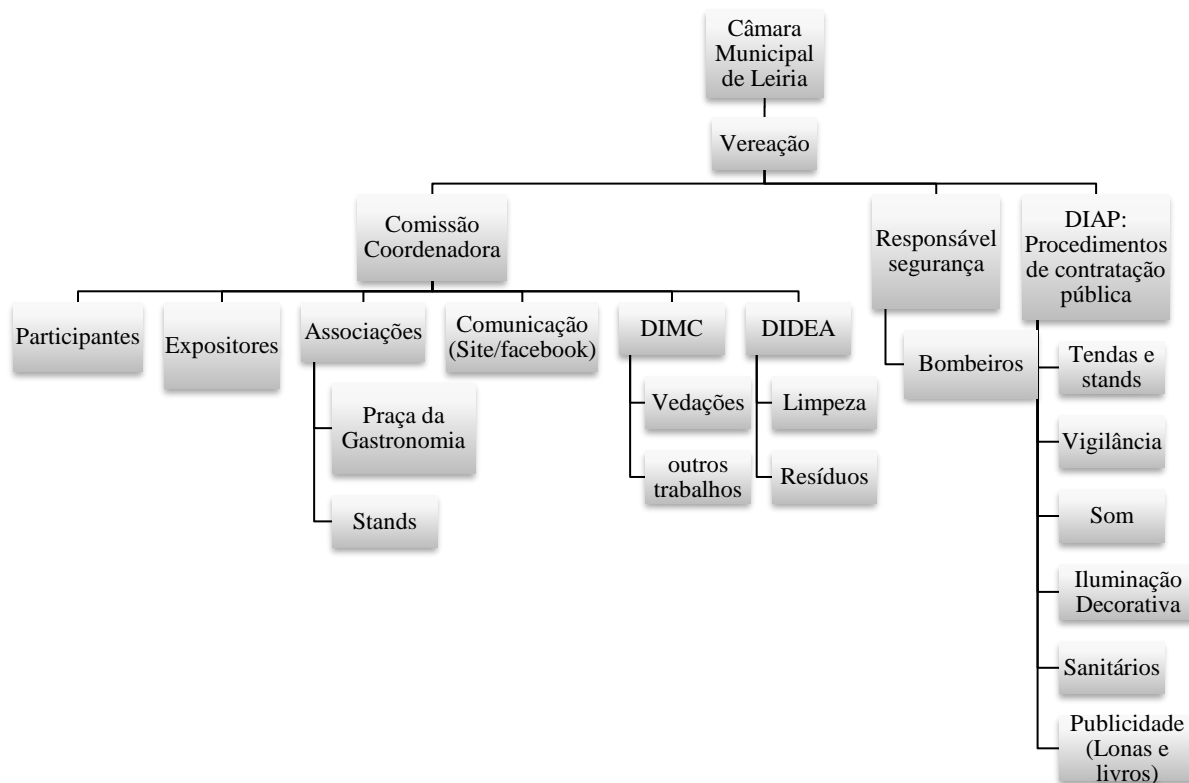 Câmara
Municipal
de Leiria
Vereação
Comissão
Coordenadora
Responsável
segurança
DIAP:
Procedimentos
de contratação
pública
Participantes
Expositores
Associações
Comunicação
(Site/facebook)
DIMC
DIDEA
Praça da
Gastronomia
Stands
Vedações
outros
trabalhos
Limpeza
Resíduos
Bombeiros
Tendas e
stands
Vigilância
Som
Iluminação
Decorativa
Sanitários
Publicidade
(Lonas e
livros)